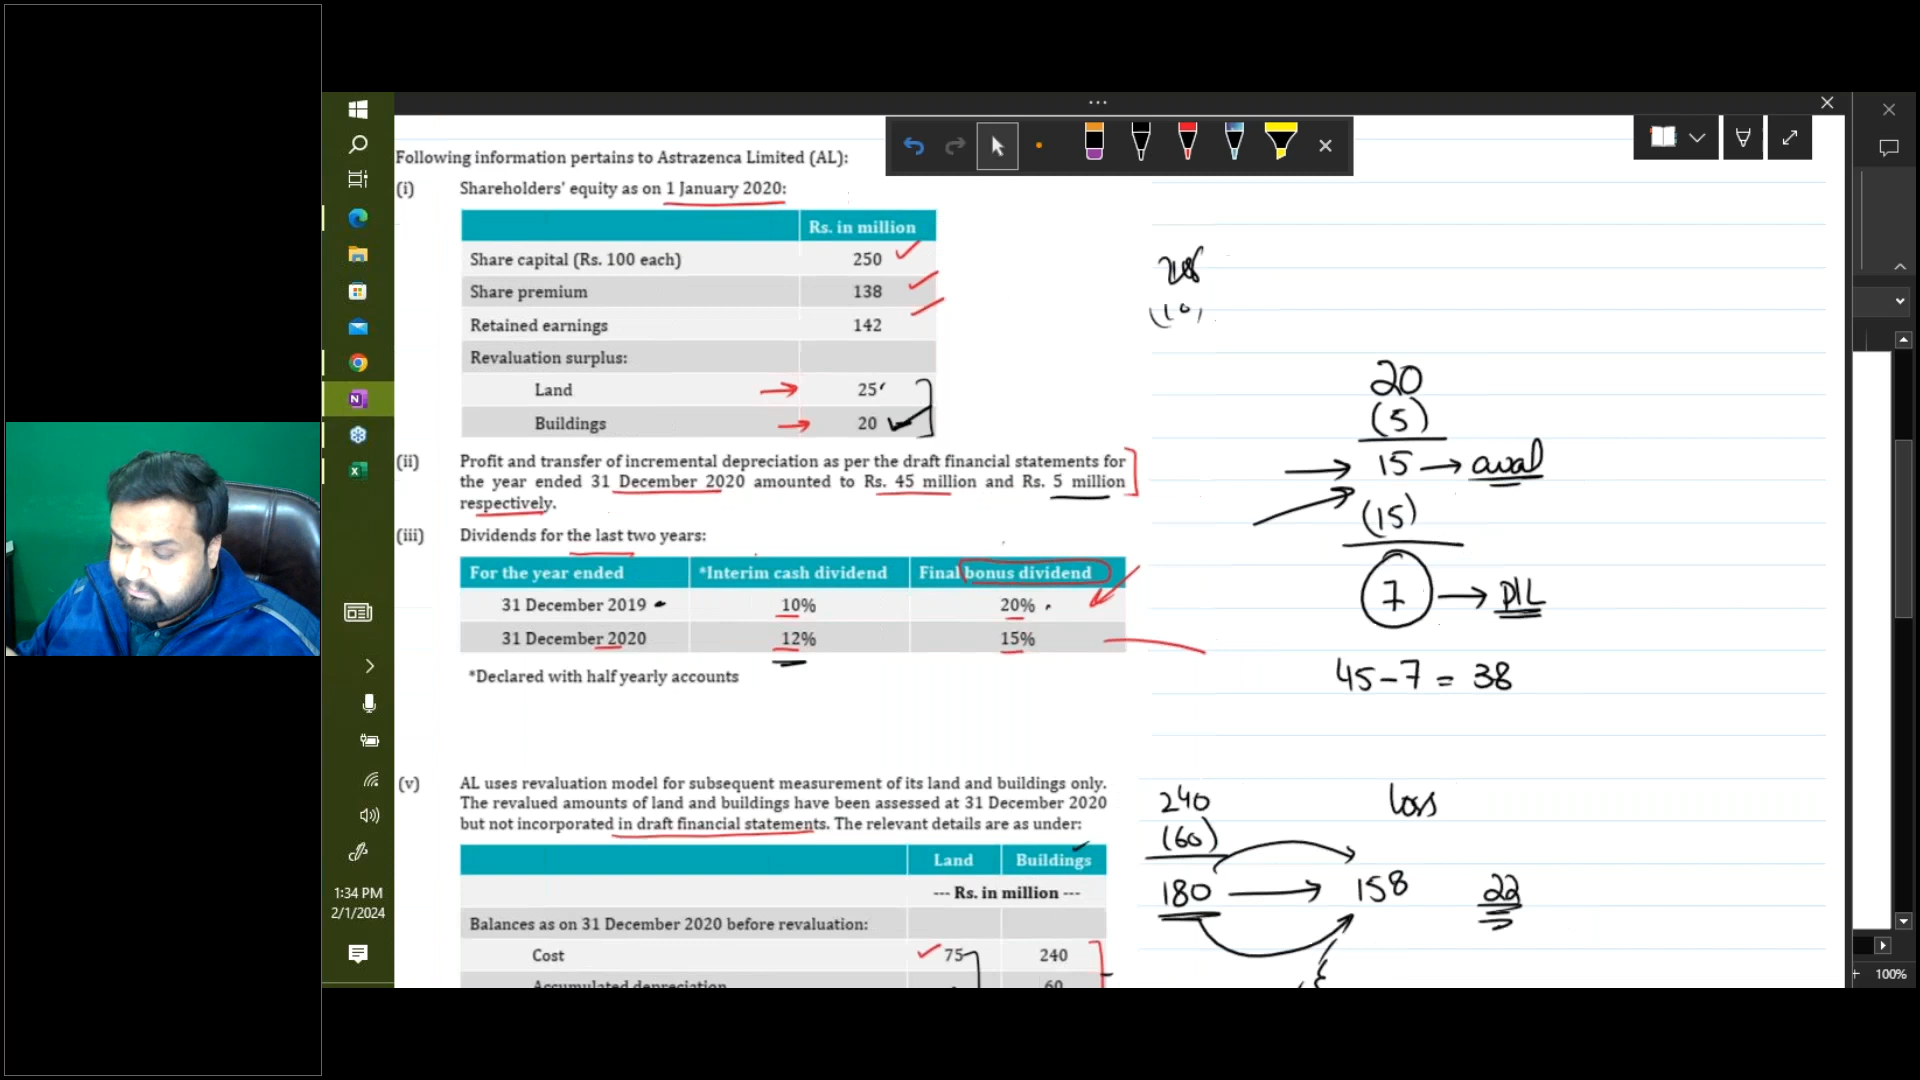 Following information pertains to Astrazenca Limited (AL):
(i) Shareholders' equity as on 1 January 2020:
Rs. in million
Share capital (Rs. 100 each) 250
Share premium 138
Retained earnings 142
Revaluation surplus:
Land 25
Buildings 20
(ii) Profit and transfer of incremental depreciation as per the draft financial statements for
the year ended 31 December 2020 amounted to Rs. 45 million and Rs. 5 million
respectively.
(iii) Dividends for the last two years:
For the year ended *Interim cash dividend Final bonus dividend
31 December 2019 10% 20%
31 December 2020 12% 15%
*Declared with half yearly accounts
(v) AL uses revaluation model for subsequent measurement of its land and buildings only.
The revalued amounts of land and buildings have been assessed at 31 December 2020
but not incorporated in draft financial statements. The relevant details are as under:
Land Buildings
--- Rs. in million ---
Balances as on 31 December 2020 before revaluation:
Cost 75 240
Accumulated depreciation - 60
20
(5)
15 → aval
(15)
7 → P/L
45 - 7 = 38
240 loss
(60)
180 → 158 22
1:34 PM
2/1/2024
100%